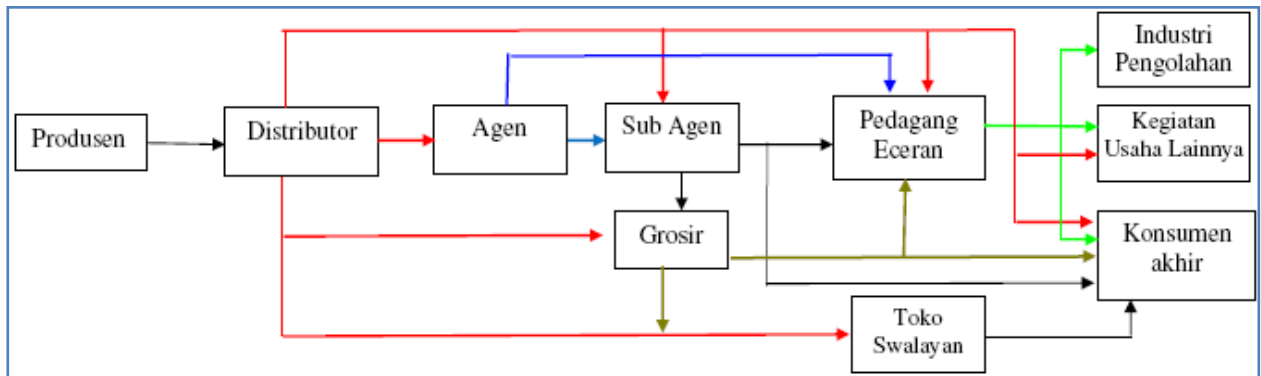 Produsen
Distributor
Agen
Sub Agen
Grosir
Pedagang
Eceran
Toko
Swalayan
Industri
Pengolahan
Kegiatan
Usaha Lainnya
Konsumen
akhir